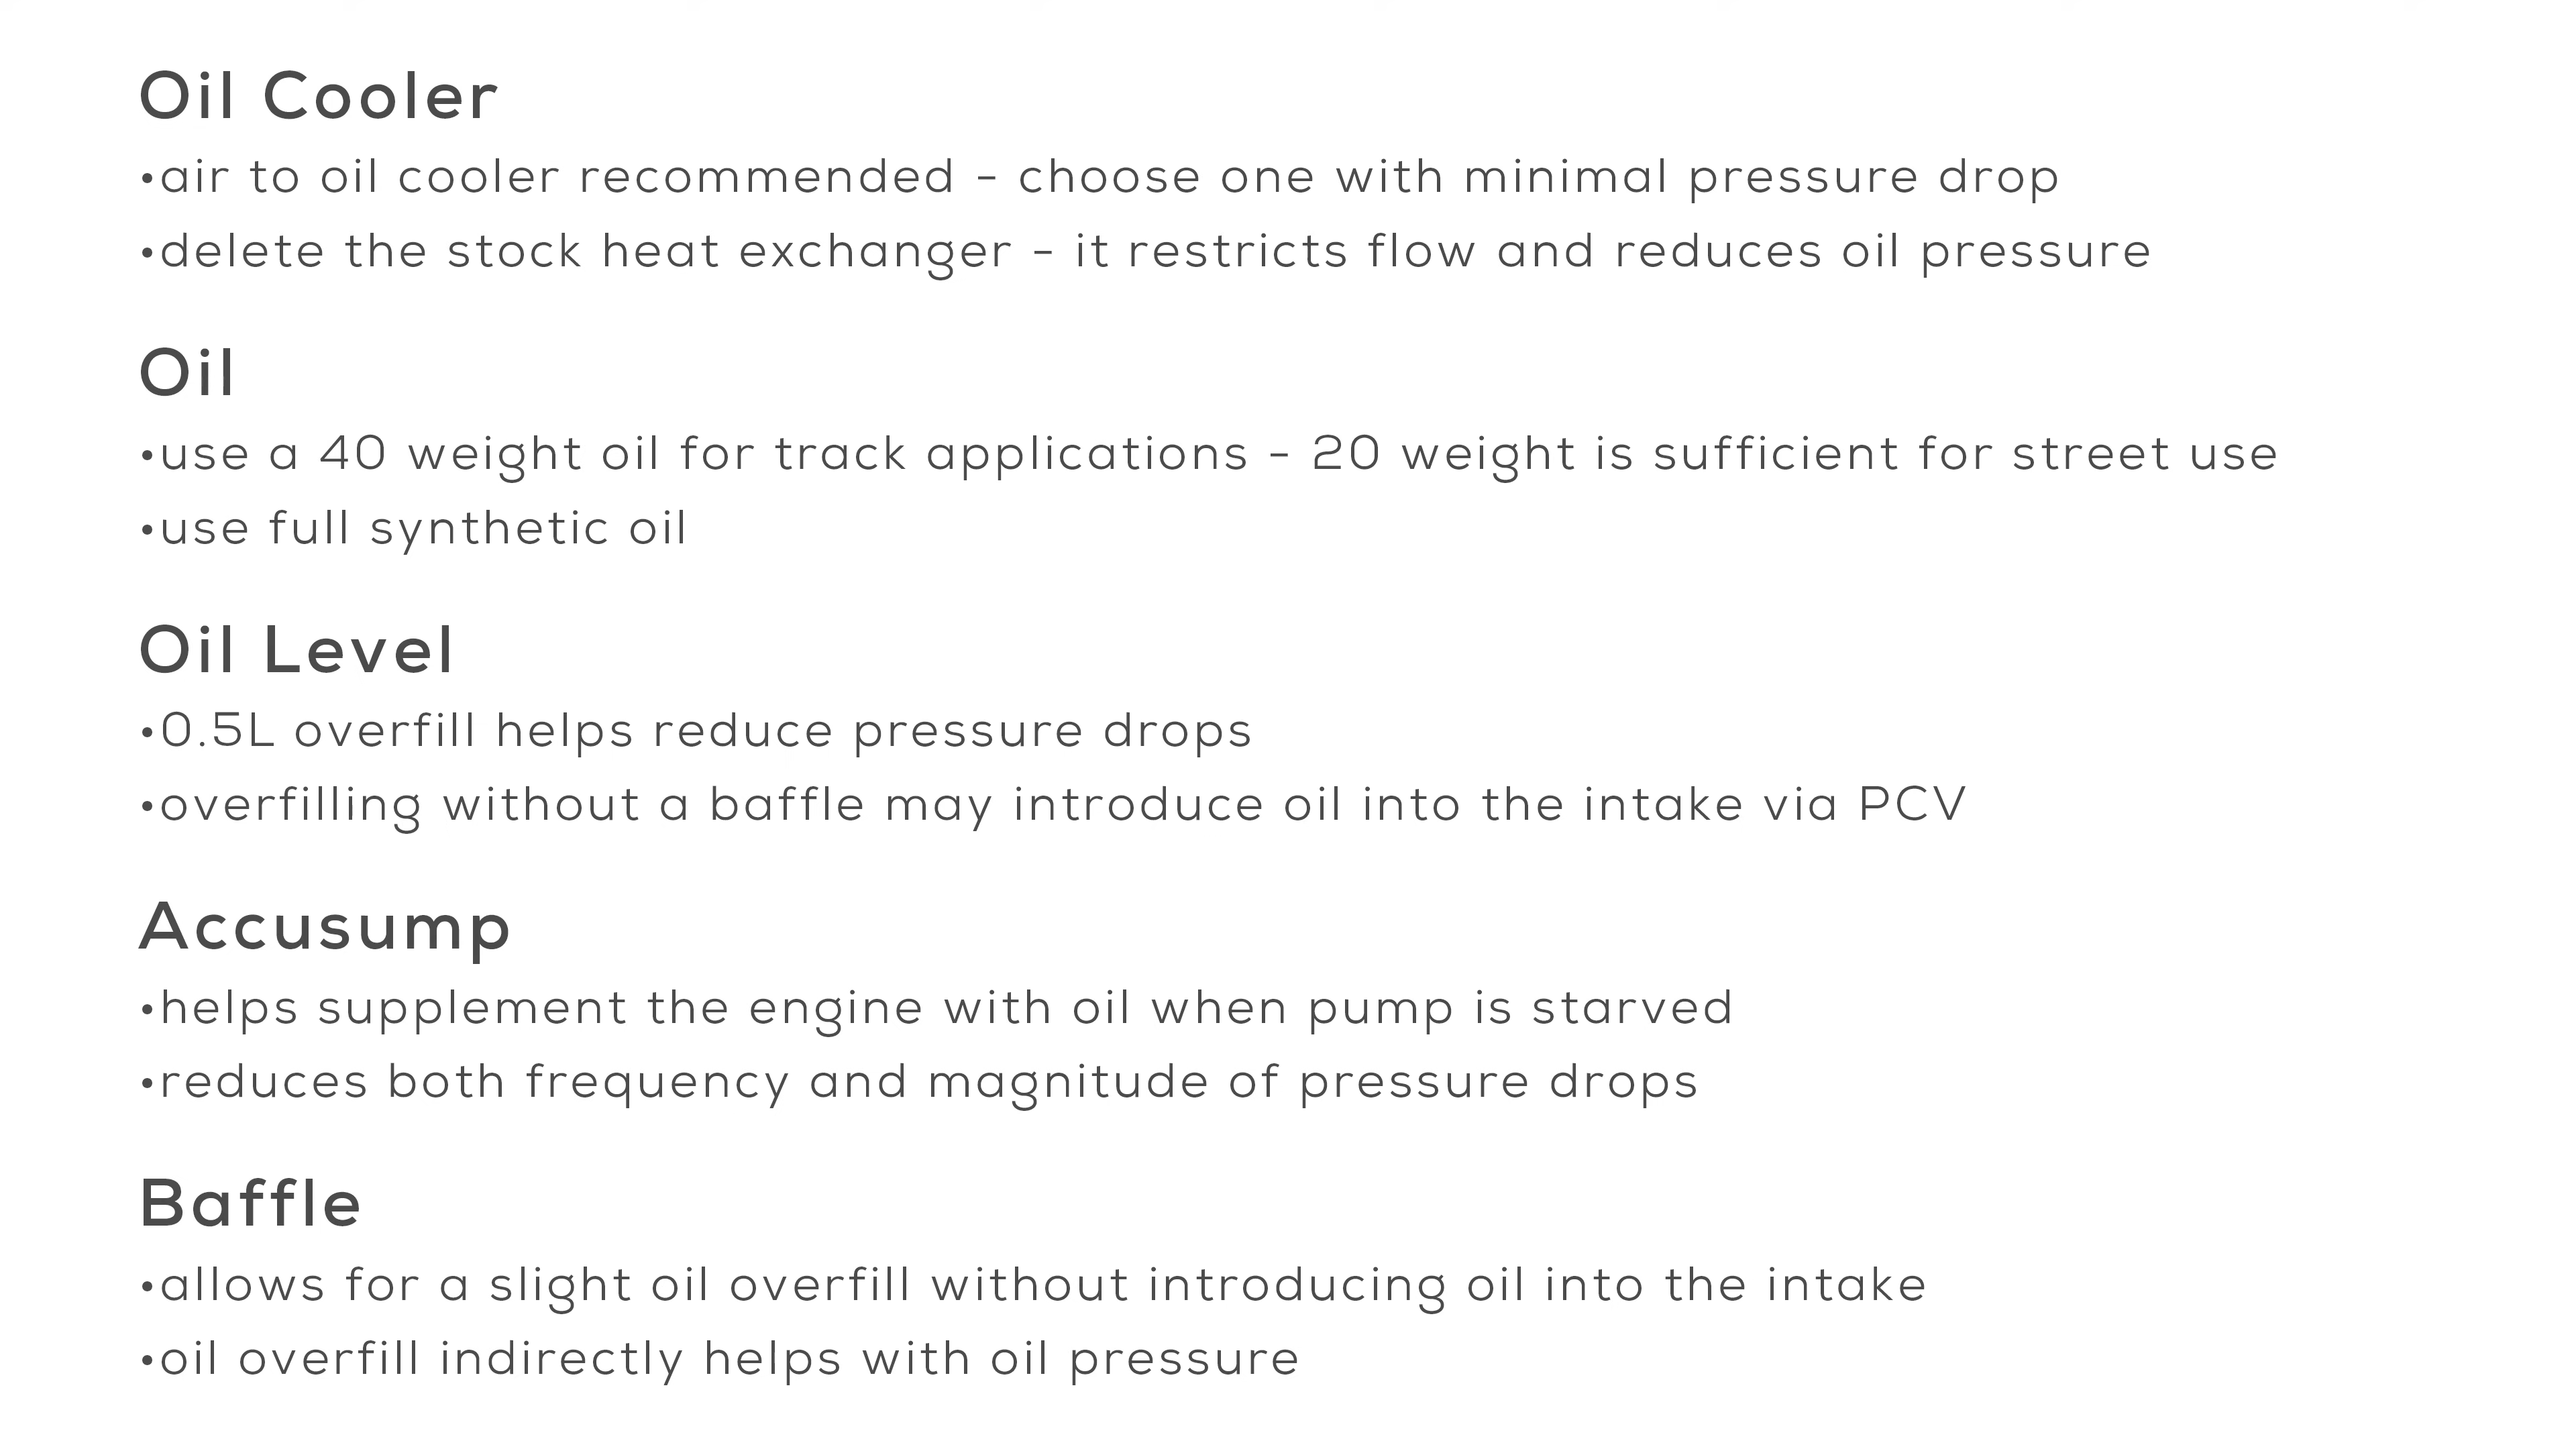 Oil Cooler
•air to oil cooler recommended - choose one with minimal pressure drop
•delete the stock heat exchanger - it restricts flow and reduces oil pressure
Oil
•use a 40 weight oil for track applications - 20 weight is sufficient for street use
•use full synthetic oil
Oil Level
•0.5L overfill helps reduce pressure drops
•overfilling without a baffle may introduce oil into the intake via PCV
Accusump
•helps supplement the engine with oil when pump is starved
•reduces both frequency and magnitude of pressure drops
Baffle
•allows for a slight oil overfill without introducing oil into the intake
•oil overfill indirectly helps with oil pressure